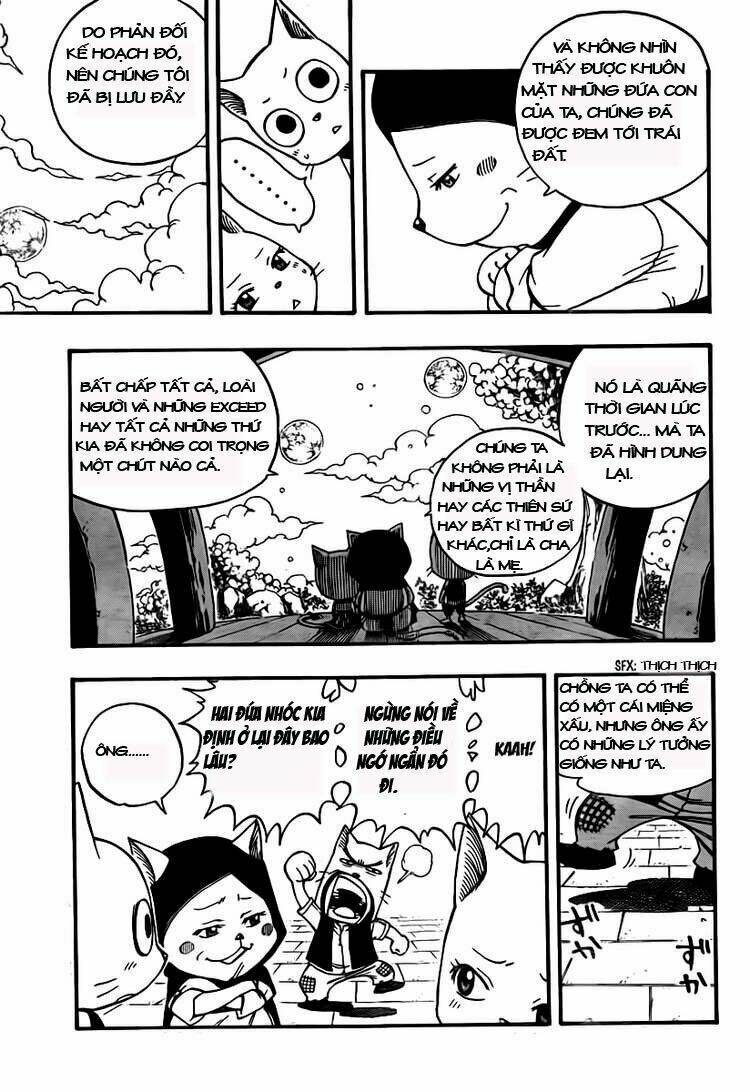 VÀ KHÔNG NHÌN
THẤY ĐƯỢC KHUÔN
MẶT NHỮNG ĐỨA CON
CỦA TA, CHÚNG ĐÃ
ĐƯỢC ĐEM TỚI TRÁI
ĐẤT.
........
DO PHẢN ĐỐI
KẾ HOẠCH ĐÓ,
NÊN CHÚNG TÔI
ĐÃ BỊ LƯU ĐẦY
NÓ LÀ QUÃNG
THỜI GIAN LÚC
TRƯỚC... MÀ TA
ĐÃ HÌNH DUNG
LẠI.
CHÚNG TA
KHÔNG PHẢI LÀ
NHỮNG VỊ THẦN
HAY CÁC THIÊN SỨ
HAY BẤT KÌ THỨ GÌ
KHÁC,CHỈ LÀ CHA
LÀ MẸ.
BẤT CHẤP TẤT CẢ, LOÀI
NGƯỜI VÀ NHỮNG EXCEED
HAY TẤT CẢ NHỮNG THỨ
KIA ĐÃ KHÔNG COI TRỌNG
MỘT CHÚT NÀO CẢ.
SFX: THỊCH THỊCH
CHỒNG TA CÓ THỂ
CÓ MỘT CÁI MIỆNG
XẤU, NHƯNG ÔNG ẤY
CÓ NHỮNG LÝ TƯỞNG
GIỐNG NHƯ TA.
ずかずか
KAAH!
NGỪNG NÓI VỀ
NHỮNG ĐIỀU
NGỚ NGẨN ĐÓ
ĐI.
HAI ĐỨA NHÓC KIA
ĐỊNH Ở LẠI ĐÂY BAO
LÂU?
ÔNG......